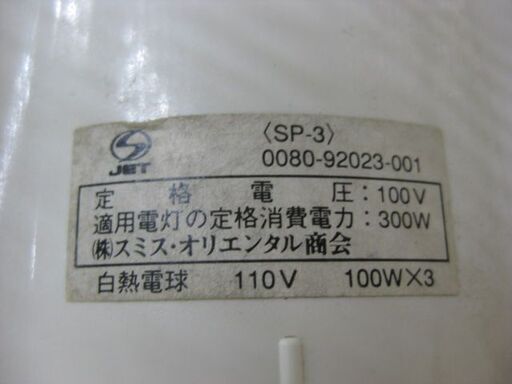 〈SP-3〉
JET
0080-92023-001
定格電圧:100V
適用電灯の定格消費電力:300W
㈱スミス・オリエンタル商会
白熱電球 110V 100W×3